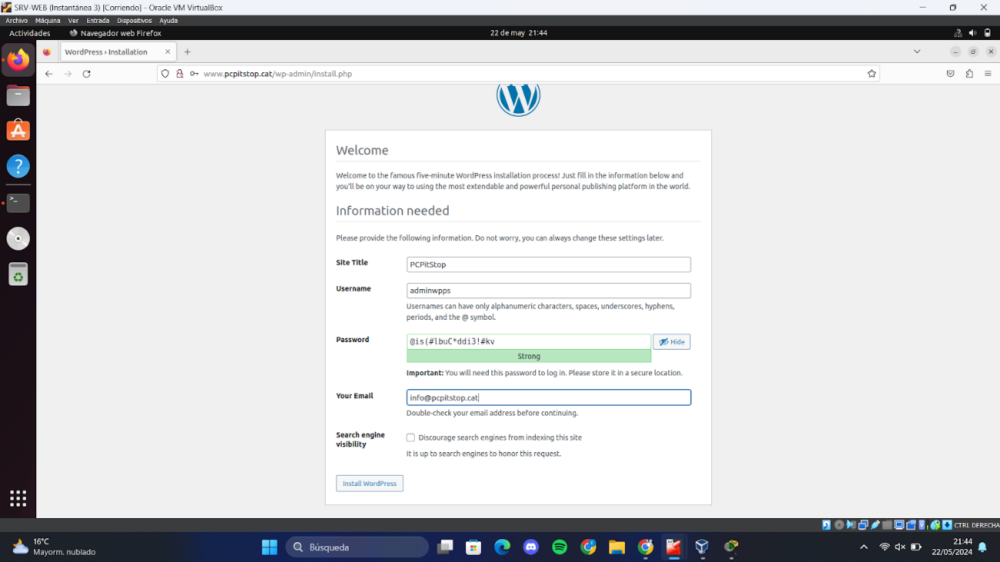 SRV-WEB (Instantánea 3) [Corriendo] - Oracle VM VirtualBox
Archivo Máquina Ver Entrada Dispositivos Ayuda
Actividades Navegador web Firefox 22 de may 21:44
WordPress › Installation
www.pcpitstop.cat/wp-admin/install.php
Welcome
Welcome to the famous five-minute WordPress installation process! Just fill in the information below and
you'll be on your way to using the most extendable and powerful personal publishing platform in the world.
Information needed
Please provide the following information. Do not worry, you can always change these settings later.
Site Title PCPitStop
Username adminwpps
Usernames can have only alphanumeric characters, spaces, underscores, hyphens,
periods, and the @ symbol.
Password @is(#lbuC*ddi3!#kv Hide
Strong
Important: You will need this password to log in. Please store it in a secure location.
Your Email info@pcpitstop.cat
Double-check your email address before continuing.
Search engine
visibility
Discourage search engines from indexing this site
It is up to search engines to honor this request.
Install WordPress
CTRL DERECHA
16°C
Mayorm. nublado
Búsqueda
21:44
22/05/2024